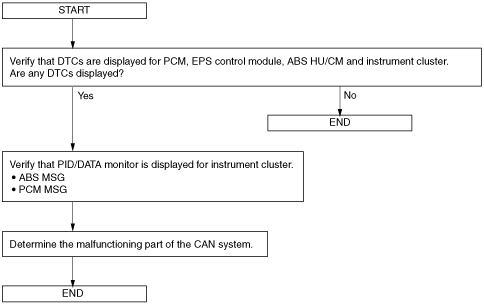 START
Verify that DTCs are displayed for PCM, EPS control module, ABS HU/CM and instrument cluster.
Are any DTCs displayed?
Yes
No
END
Verify that PID/DATA monitor is displayed for instrument cluster.
• ABS MSG
• PCM MSG
Determine the malfunctioning part of the CAN system.
END